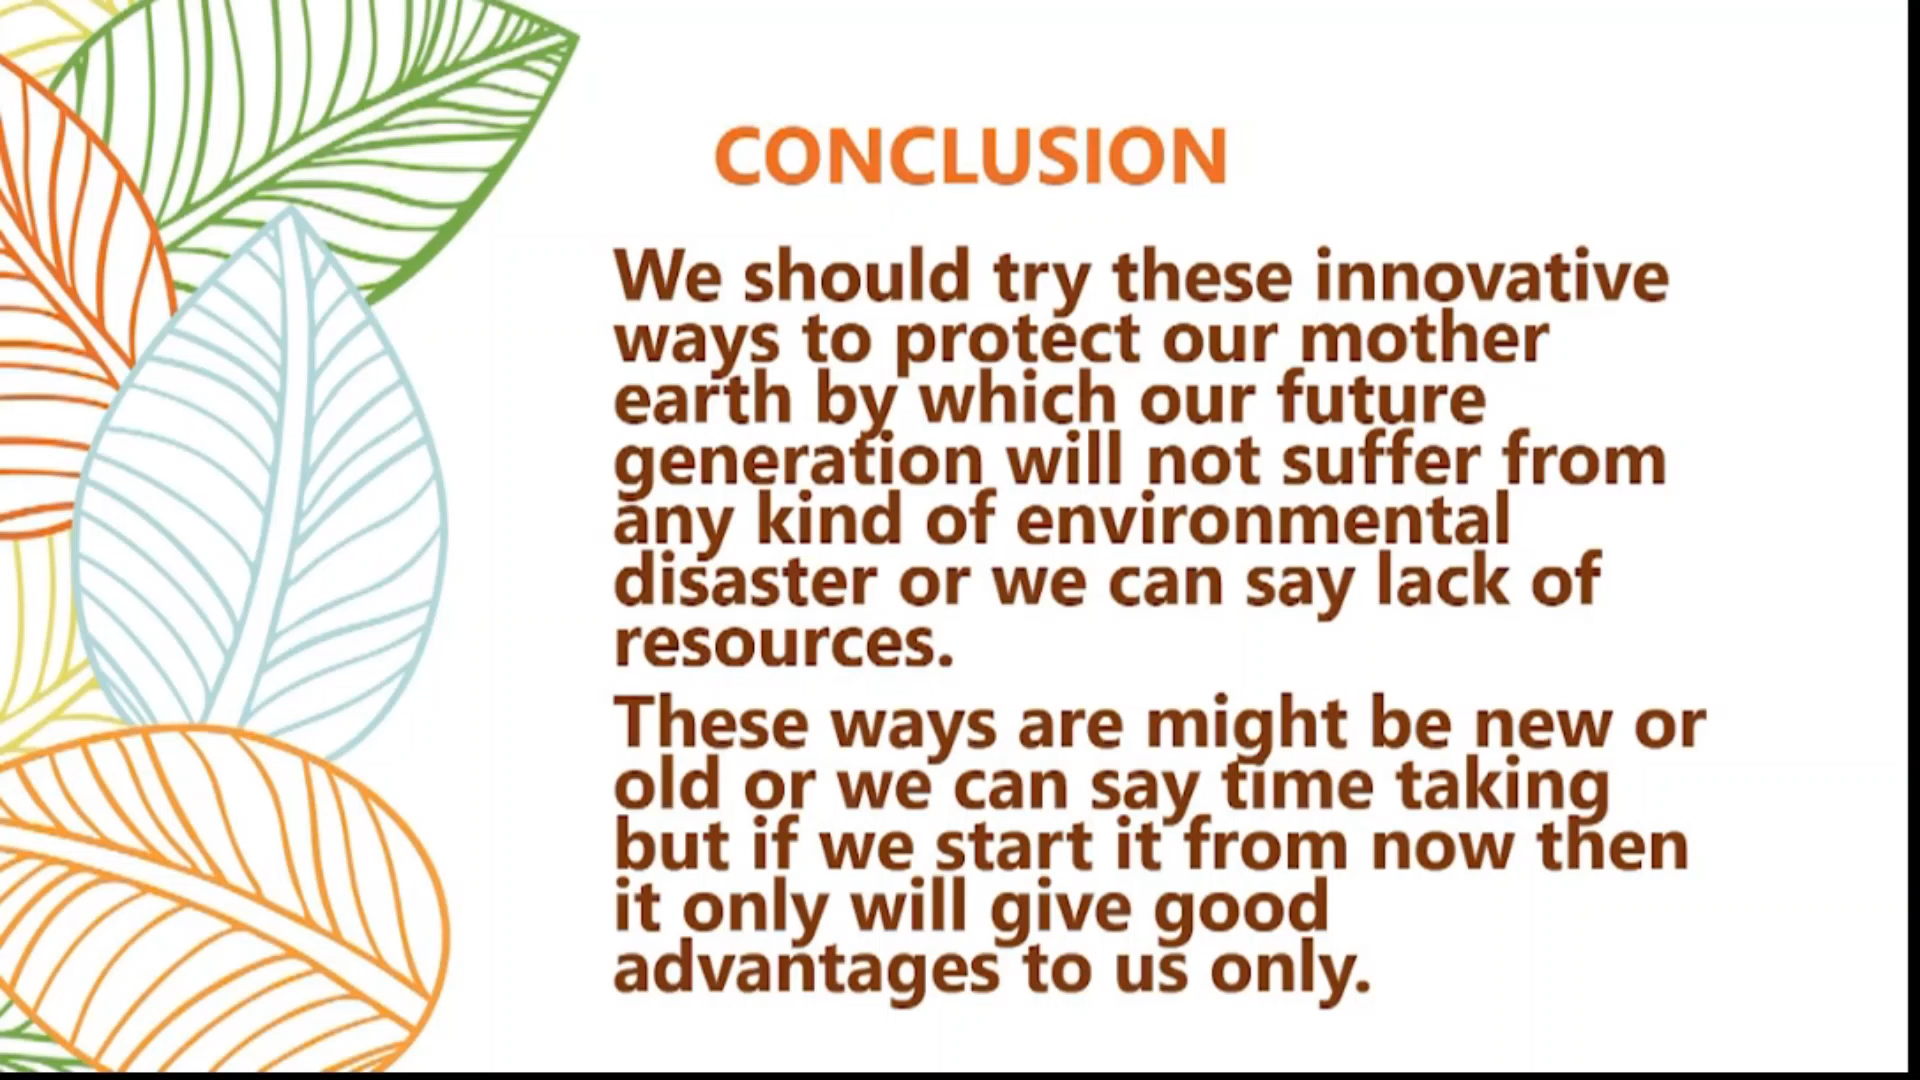 CONCLUSION
We should try these innovative
ways to protect our mother
earth by which our future
generation will not suffer from
any kind of environmental
disaster or we can say lack of
resources.
These ways are might be new or
old or we can say time taking
but if we start it from now then
it only will give good
advantages to us only.